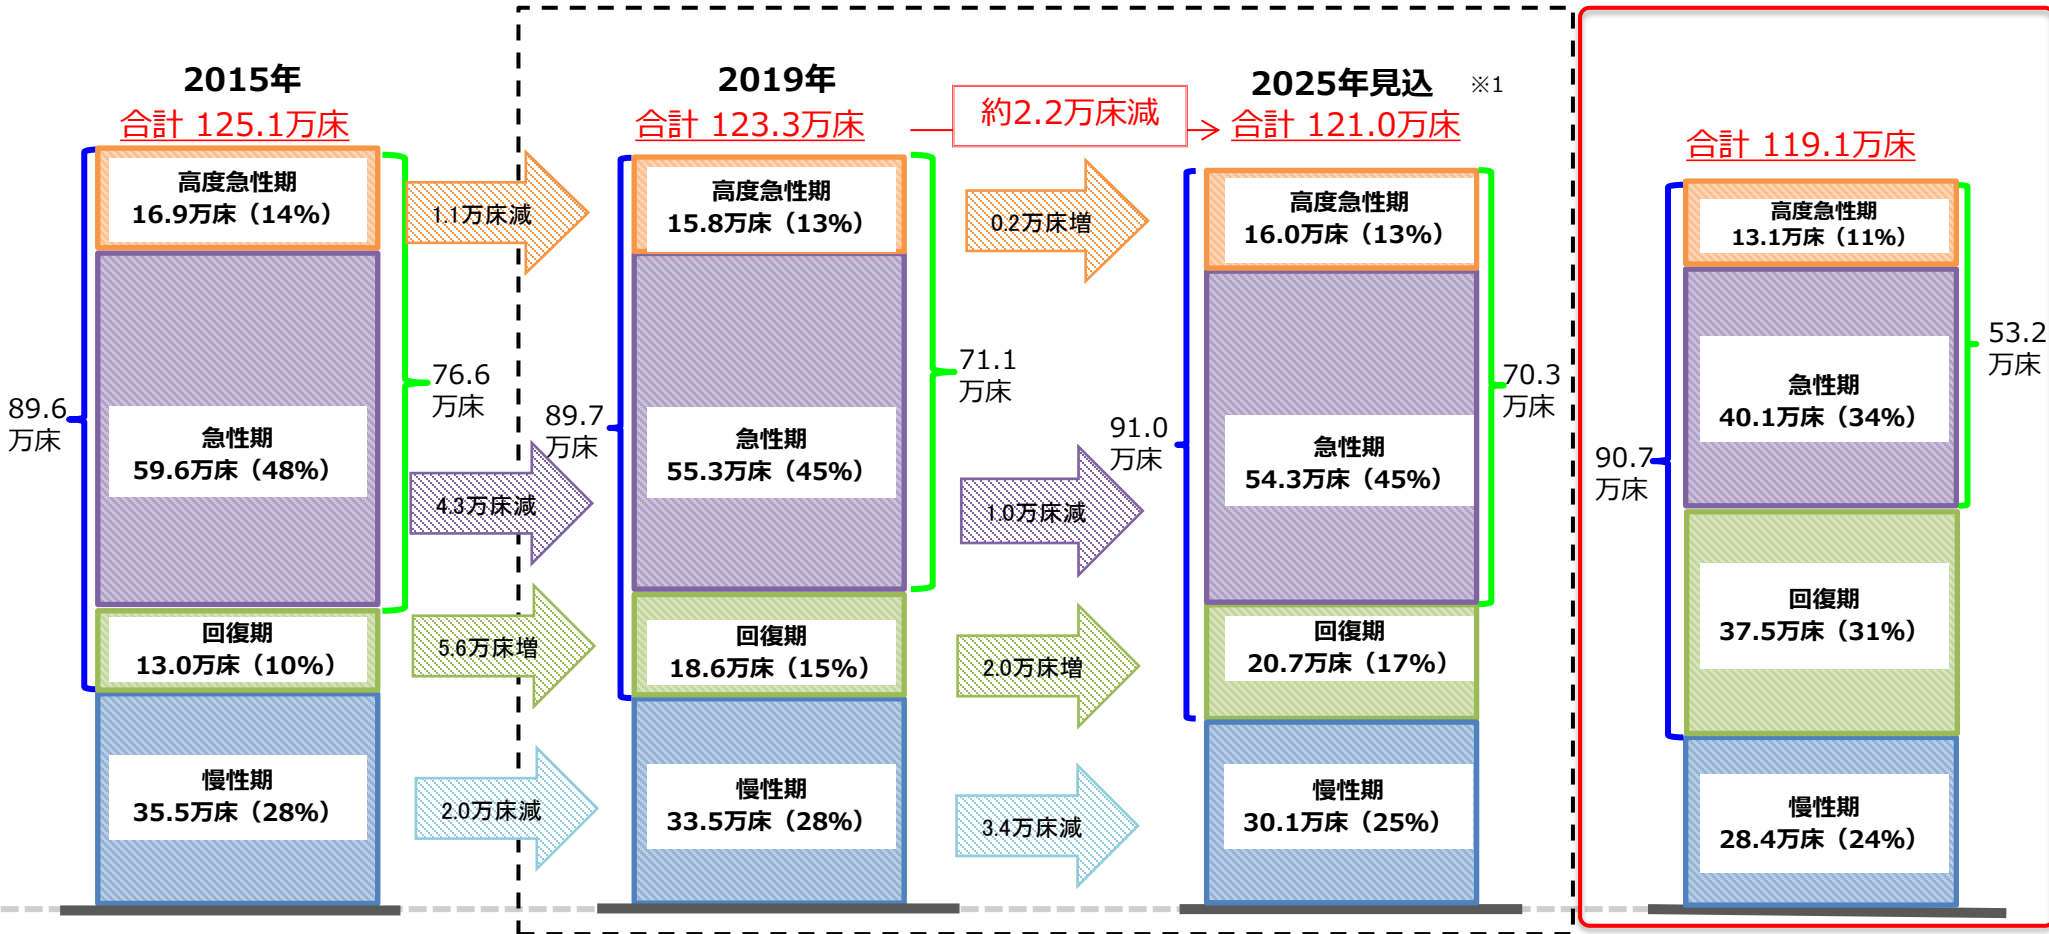 2015年
合計 125.1万床
高度急性期
16.9万床（14%）
急性期
59.6万床（48%）
回復期
13.0万床（10%）
慢性期
35.5万床（28%）
89.6
万床
76.6
万床
1.1万床減
4.3万床減
5.6万床増
2.0万床減
2019年
合計 123.3万床
高度急性期
15.8万床（13%）
急性期
55.3万床（45%）
回復期
18.6万床（15%）
慢性期
33.5万床（28%）
89.7
万床
71.1
万床
約2.2万床減
0.2万床増
1.0万床減
2.0万床増
3.4万床減
2025年見込 ※1
合計 121.0万床
高度急性期
16.0万床（13%）
急性期
54.3万床（45%）
回復期
20.7万床（17%）
慢性期
30.1万床（25%）
91.0
万床
70.3
万床
合計 119.1万床
高度急性期
13.1万床（11%）
急性期
40.1万床（34%）
回復期
37.5万床（31%）
慢性期
28.4万床（24%）
90.7
万床
53.2
万床